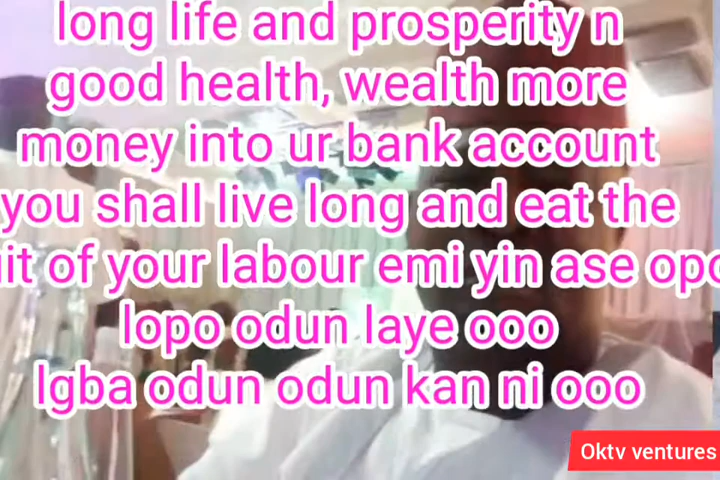 long life and prosperity n
good health, wealth more
money into ur bank account
you shall live long and eat the
of your labour emi yin ase
lopo odun laye ooo
Igba odun odun kan ni ooo
Oktv ventures